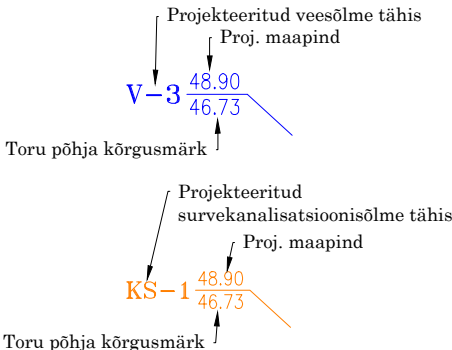 Projekteeritud veesõlme tähis
Proj. maapind
V-3 48.90
46.73
Toru põhja kõrgusmärk
Projekteeritud
survekanalisatsioonisõlme tähis
Proj. maapind
KS-1 48.90
46.73
Toru põhja kõrgusmärk